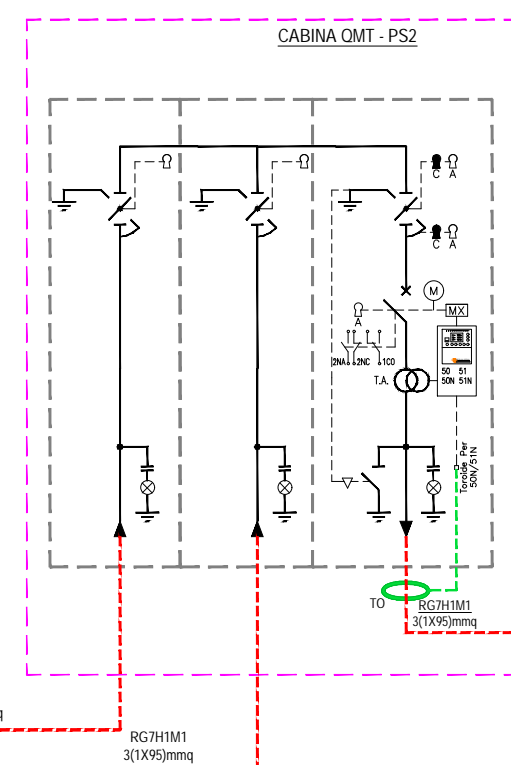 CABINA QMT - PS2
C A
C A
M
MX
A
2NA 2NC 1C0
T.A.
50 51
50N 51N
Toroide Per
50N/51N
TO
RG7H1M1
3(1X95)mmq
q
RG7H1M1
3(1X95)mmq